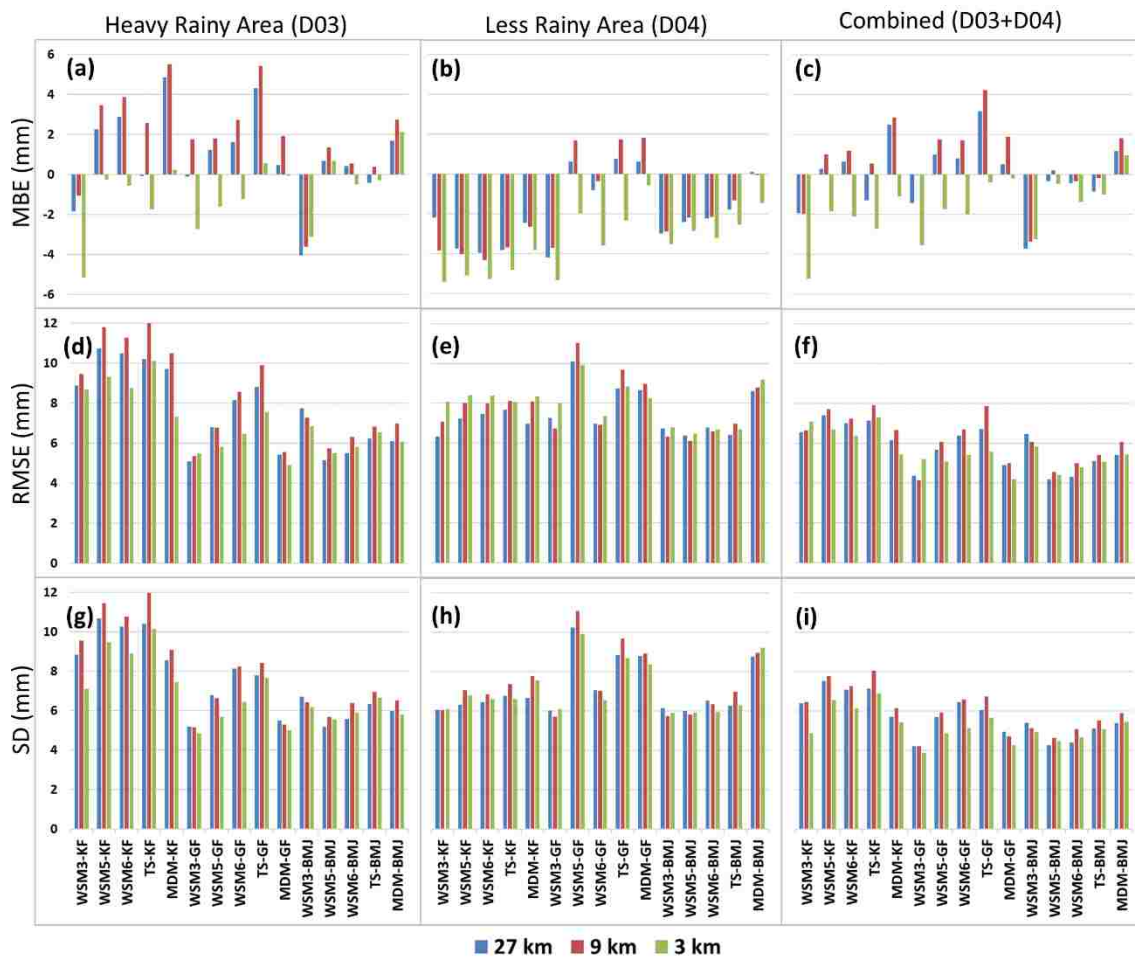 Heavy Rainy Area (D03) Less Rainy Area (D04) Combined (D03+D04)
MBE (mm)
6
4
2
0
-2
-4
-6
(a) (b) (c)
RMSE (mm)
12
10
8
6
4
2
0
(d) (e) (f)
SD (mm)
12
10
8
6
4
2
0
(g) (h) (i)
WSM3-KF
WSM5-KF
WSM6-KF
TS-KF
MDM-KF
WSM3-GF
WSM5-GF
WSM6-GF
TS-GF
MDM-GF
WSM3-BMJ
WSM5-BMJ
WSM6-BMJ
TS-BMJ
MDM-BMJ
WSM3-KF
WSM5-KF
WSM6-KF
TS-KF
MDM-KF
WSM3-GF
WSM5-GF
WSM6-GF
TS-GF
MDM-GF
WSM3-BMJ
WSM5-BMJ
WSM6-BMJ
TS-BMJ
MDM-BMJ
WSM3-KF
WSM5-KF
WSM6-KF
TS-KF
MDM-KF
WSM3-GF
WSM5-GF
WSM6-GF
TS-GF
MDM-GF
WSM3-BMJ
WSM5-BMJ
WSM6-BMJ
TS-BMJ
MDM-BMJ
27 km 9 km 3 km